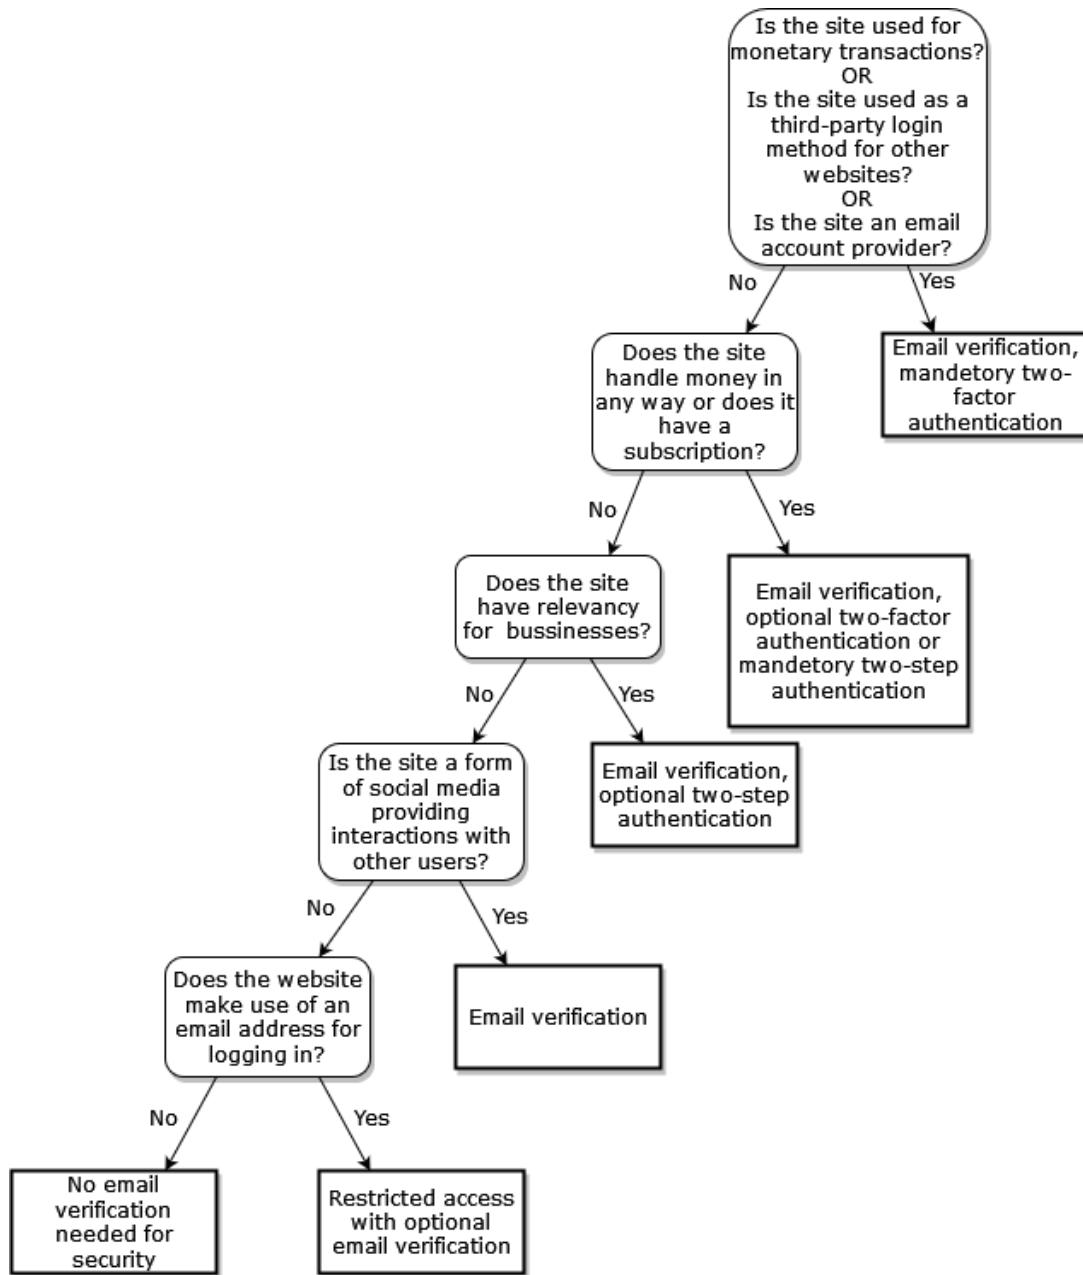 Is the site used for
monetary transactions?
OR
Is the site used as a
third-party login
method for other
websites?
OR
Is the site an email
account provider?
No
Yes
Does the site
handle money in
any way or does it
have a
subscription?
Email verification,
mandetory two-
factor
authentication
No
Yes
Does the site
have relevancy
for bussinesses?
Email verification,
optional two-factor
authentication or
mandetory two-step
authentication
No
Yes
Is the site a form
of social media
providing
interactions with
other users?
Email verification,
optional two-step
authentication
No
Yes
Does the website
make use of an
email address for
logging in?
Email verification
No
Yes
No email
verification
needed for
security
Restricted access
with optional
email verification